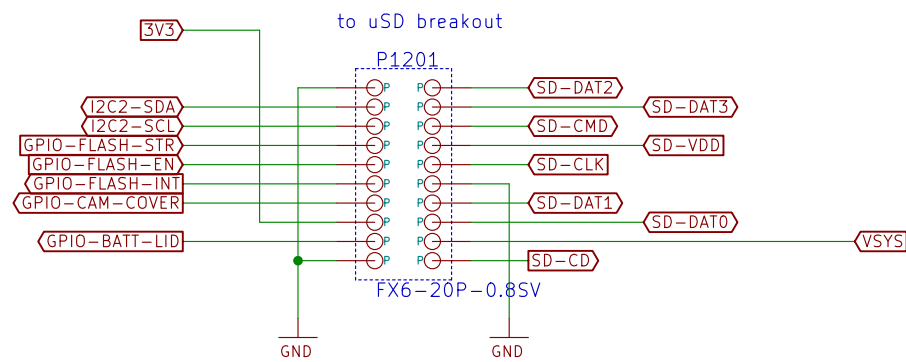 to uSD breakout
3V3
P1201
P P SD-DAT2
I2C2-SDA P P SD-DAT3
I2C2-SCL P P SD-CMD
GPIO-FLASH-STR P P SD-VDD
GPIO-FLASH-EN P P SD-CLK
GPIO-FLASH-INT P P
GPIO-CAM-COVER P P SD-DAT1
P P SD-DAT0
GPIO-BATT-LID P P VSYS
P P SD-CD
FX6-20P-0.8SV
GND GND